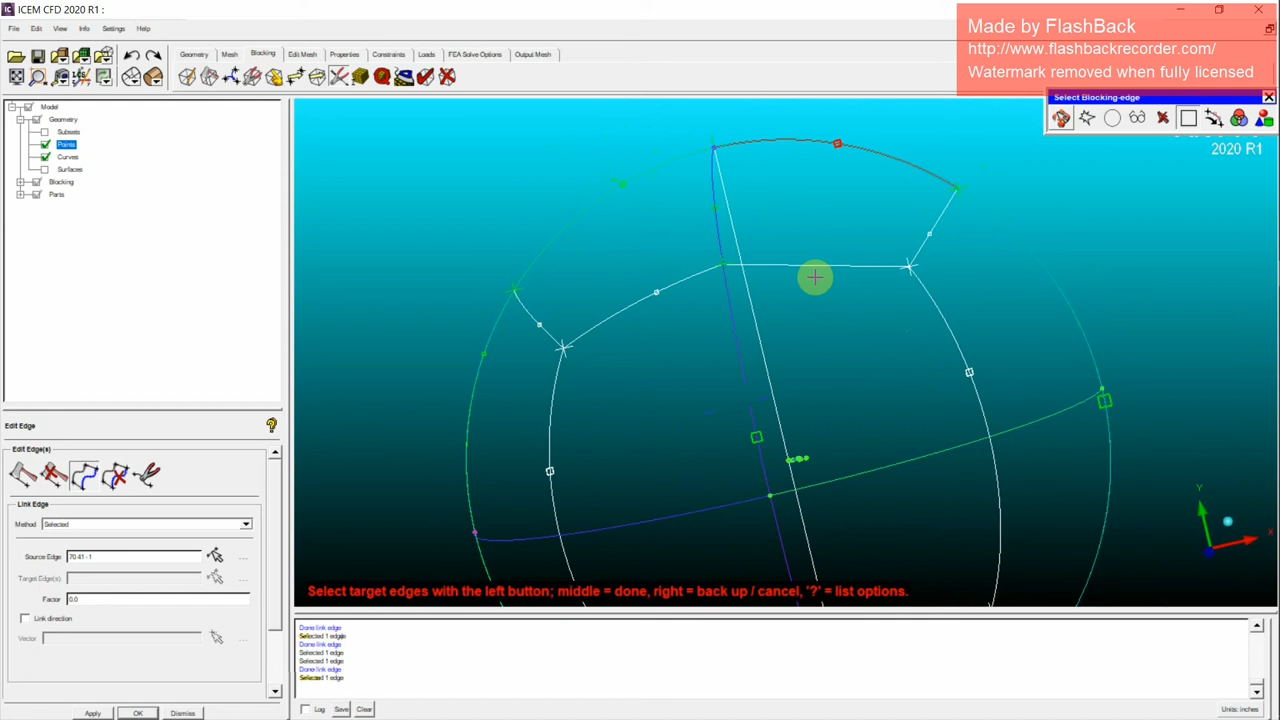 ICEM CFD 2020 R1 :
Made by FlashBack
http://www.flashbackrecorder.com/
Watermark removed when fully licensed
File Edit View Info Settings Help
Geometry Mesh Blocking Edit Mesh Properties Constraints Loads FEA Solve Options Output Mesh
Select Blocking-edge
2020 R1
Model
Geometry
Subsets
Points
Curves
Surfaces
Blocking
Parts
Edit Edge
Edit Edge(s)
Link Edge
Method Selected
Source Edge 70 41 -1
Target Edge(s)
Factor 0.0
Link direction
Vector
Apply OK Dismiss
Y
X
Select target edges with the left button; middle = done, right = back up / cancel, '?' = list options.
Done link edge
Selected 1 edge
Done link edge
Selected 1 edge
Selected 1 edge
Done link edge
Selected 1 edge
Log Save Clear
Units: inches